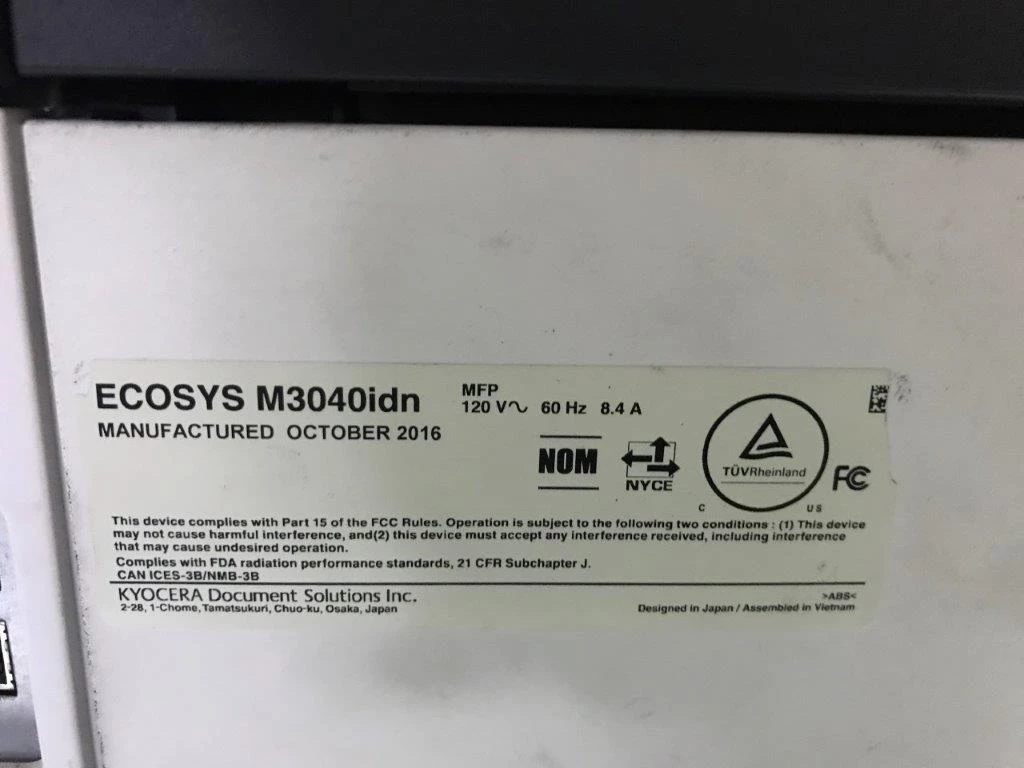 ECOSYS M3040idn
MANUFACTURED OCTOBER 2016
MFP
120 V~ 60 Hz 8.4 A
NOM
NYCE
TÜVRheinland
C US
FC
This device complies with Part 15 of the FCC Rules. Operation is subject to the following two conditions : (1) This device
may not cause harmful interference, and(2) this device must accept any interference received, including interference
that may cause undesired operation.
Complies with FDA radiation performance standards, 21 CFR Subchapter J.
CAN ICES-3B/NMB-3B
KYOCERA Document Solutions Inc.
2-28, 1-Chome, Tamatsukuri, Chuo-ku, Osaka, Japan
>ABS<
Designed in Japan / Assembled in Vietnam